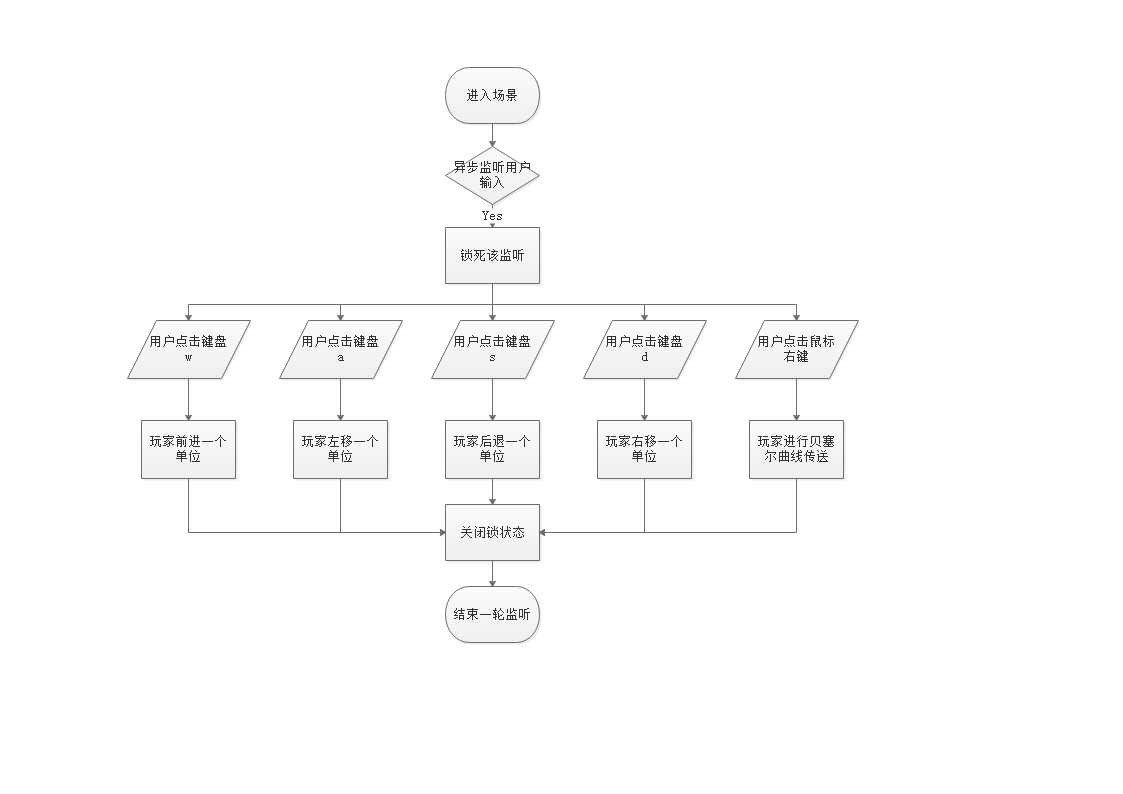 进入场景
异步监听用户
输入
Yes
锁死该监听
用户点击键盘
w
用户点击键盘
a
用户点击键盘
s
用户点击键盘
d
用户点击鼠标
右键
玩家前进一个
单位
玩家左移一个
单位
玩家后退一个
单位
玩家右移一个
单位
玩家进行贝塞
尔曲线传送
关闭锁状态
结束一轮监听